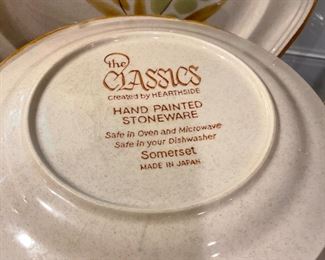 the
CLASSICS
created by HEARTHSIDE
HAND PAINTED
STONEWARE
Safe in Oven and Microwave
Safe in your Dishwasher
Somerset
MADE IN JAPAN